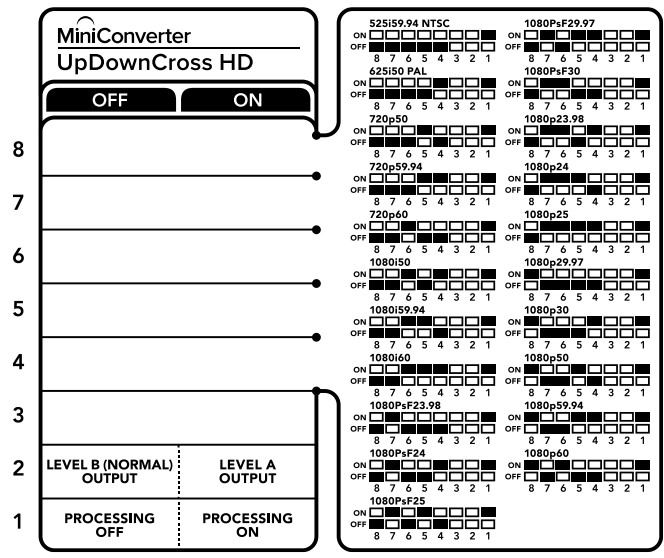 MiniConverter
UpDownCross HD
OFF ON
8
7
6
5
4
3
2 LEVEL B (NORMAL) OUTPUT LEVEL A OUTPUT
1 PROCESSING OFF PROCESSING ON
525i59.94 NTSC
ON
OFF
8 7 6 5 4 3 2 1
625i50 PAL
ON
OFF
8 7 6 5 4 3 2 1
720p50
ON
OFF
8 7 6 5 4 3 2 1
720p59.94
ON
OFF
8 7 6 5 4 3 2 1
720p60
ON
OFF
8 7 6 5 4 3 2 1
1080i50
ON
OFF
8 7 6 5 4 3 2 1
1080i59.94
ON
OFF
8 7 6 5 4 3 2 1
1080i60
ON
OFF
8 7 6 5 4 3 2 1
1080PsF23.98
ON
OFF
8 7 6 5 4 3 2 1
1080PsF24
ON
OFF
8 7 6 5 4 3 2 1
1080PsF25
ON
OFF
8 7 6 5 4 3 2 1
1080PsF29.97
ON
OFF
8 7 6 5 4 3 2 1
1080PsF30
ON
OFF
8 7 6 5 4 3 2 1
1080p23.98
ON
OFF
8 7 6 5 4 3 2 1
1080p24
ON
OFF
8 7 6 5 4 3 2 1
1080p25
ON
OFF
8 7 6 5 4 3 2 1
1080p29.97
ON
OFF
8 7 6 5 4 3 2 1
1080p30
ON
OFF
8 7 6 5 4 3 2 1
1080p50
ON
OFF
8 7 6 5 4 3 2 1
1080p59.94
ON
OFF
8 7 6 5 4 3 2 1
1080p60
ON
OFF
8 7 6 5 4 3 2 1